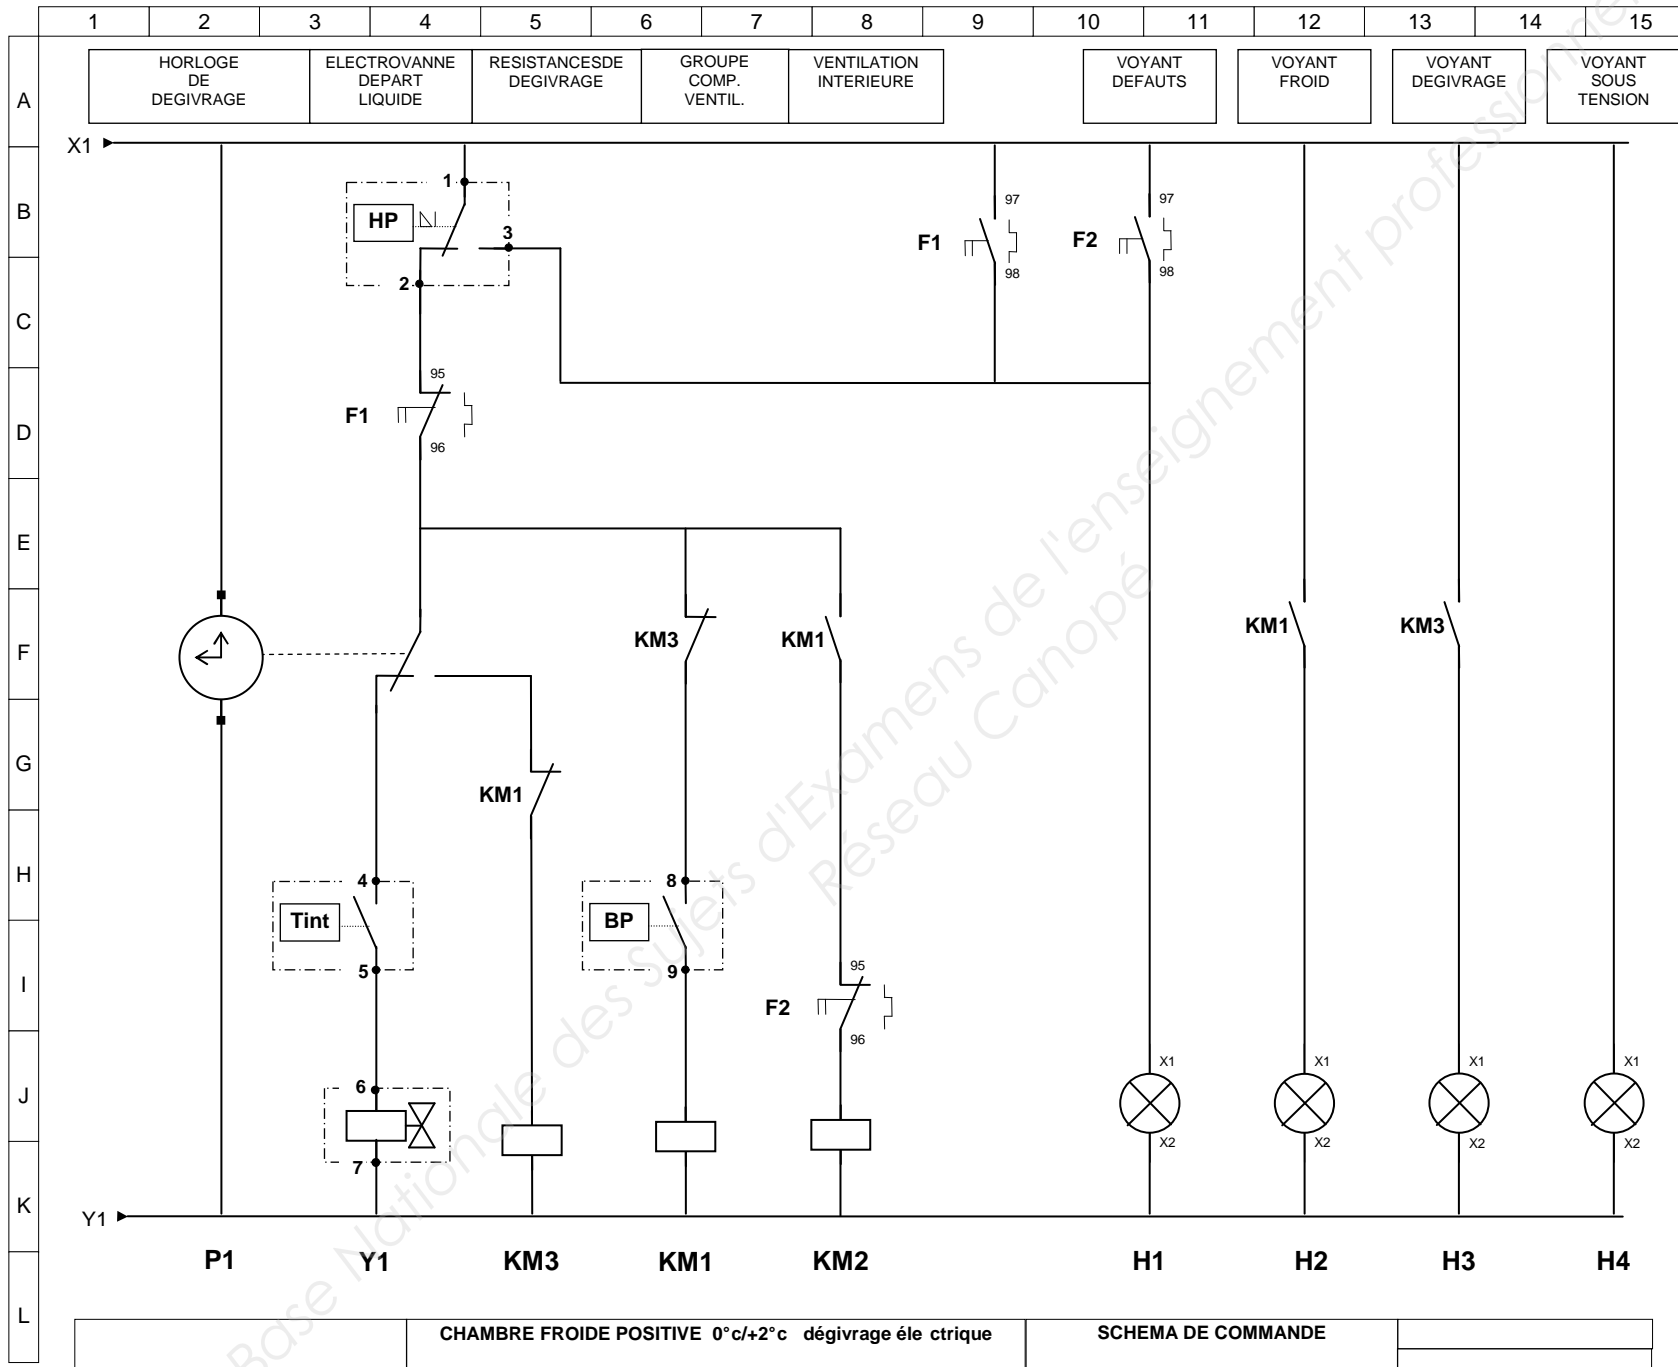 1 2 3 4 5 6 7 8 9 10 11 12 13 14 15
A
B
C
D
E
F
G
H
I
J
K
L
HORLOGE
DE
DEGIVRAGE
ELECTROVANNE
DEPART
LIQUIDE
RESISTANCESDE
DEGIVRAGE
GROUPE
COMP.
VENTIL.
VENTILATION
INTERIEURE
VOYANT
DEFAUTS
VOYANT
FROID
VOYANT
DEGIVRAGE
VOYANT
SOUS
TENSION
X1
1
HP
3
2
97
F1
98
97
F2
98
95
F1
96
KM3
KM1
KM1
KM3
KM1
4
Tint
5
8
BP
9
95
F2
96
6
7
X1
X2
X1
X2
X1
X2
X1
X2
Y1
P1 Y1 KM3 KM1 KM2 H1 H2 H3 H4
CHAMBRE FROIDE POSITIVE 0°c/+2°c dégivrage éle ctrique
SCHEMA DE COMMANDE
Base Nationale des Sujets d'Examens de l'enseignement professionnel
Réseau Canopé